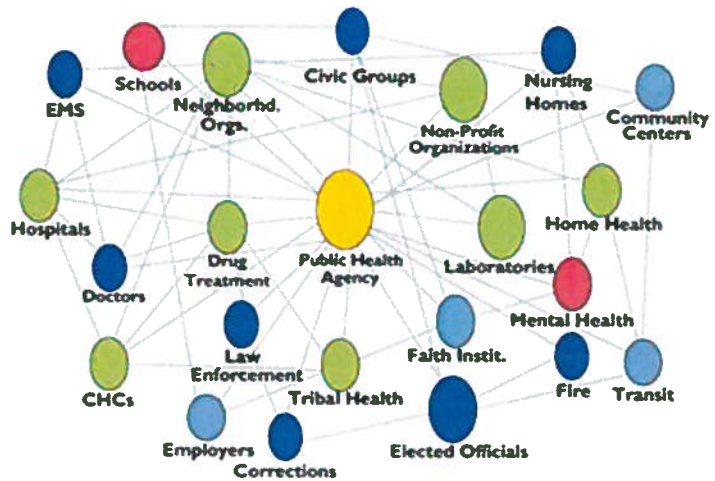 Schools
Civic Groups
Nursing
Homes
EMS
Neighborhd.
Orgs.
Non-Profit
Organizations
Community
Centers
Hospitals
Drug
Treatment
Public Health
Agency
Laboratories
Home Health
Doctors
Mental Health
Law
Enforcement
Faith Instit.
CHCs
Tribal Health
Fire
Transit
Employers
Elected Officials
Corrections